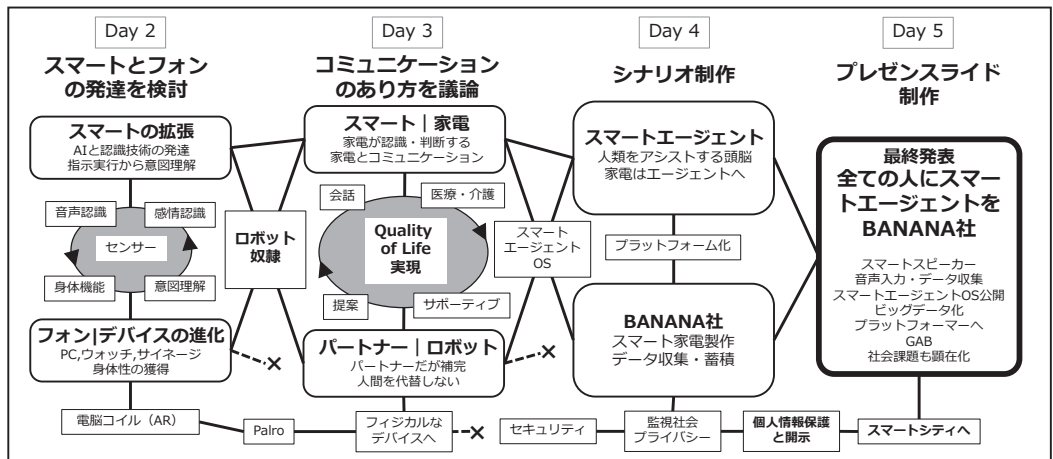 Day 2
スマートとフォン
の発達を検討
スマートの拡張
AIと認識技術の発達
指示実行から意図理解
音声認識
感情認識
センサー
身体機能
意図理解
フォン|デバイスの進化
PC,ウォッチ,サイネージ
身体性の獲得
電脳コイル（AR）
ロボット
奴隷
Palro
Day 3
コミュニケーション
のあり方を議論
スマート｜家電
家電が認識・判断する
家電とコミュニケーション
会話
医療・介護
Quality
of Life
実現
提案
サポーティブ
パートナー｜ロボット
パートナーだが補完
人間を代替しない
フィジカルな
デバイスへ
スマート
エージェント
OS
Day 4
シナリオ制作
スマートエージェント
人類をアシストする頭脳
家電はエージェントへ
プラットフォーム化
BANANA社
スマート家電製作
データ収集・蓄積
セキュリティ
監視社会
プライバシー
個人情報保護
と開示
Day 5
プレゼンスライド
制作
最終発表
全ての人にスマー
トエージェントを
BANANA社
スマートスピーカー
音声入力・データ収集
スマートエージェントOS公開
ビッグデータ化
プラットフォーマーへ
GAB
社会課題も顕在化
スマートシティへ